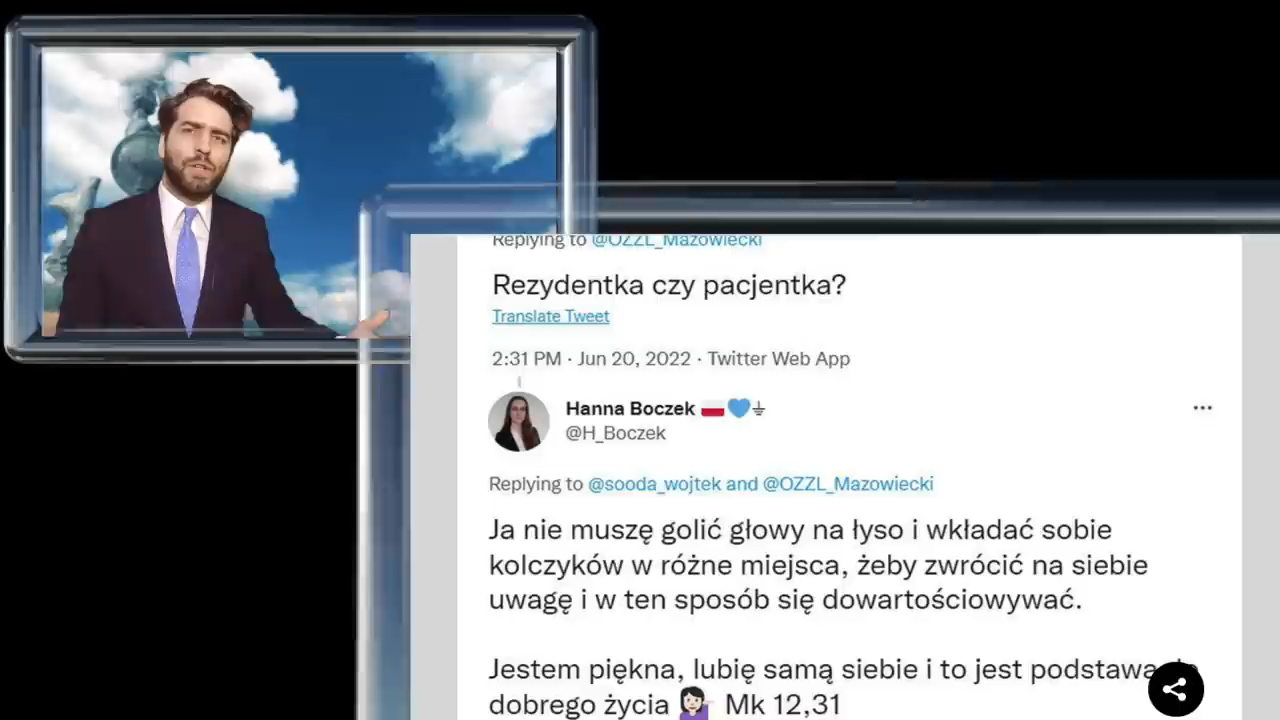 Replying to @OZZL_Mazowiecki
Rezydentka czy pacjentka?
Translate Tweet
2:31 PM · Jun 20, 2022 · Twitter Web App
Hanna Boczek 🇵🇱💙⏚
@H_Boczek
Replying to @sooda_wojtek and @OZZL_Mazowiecki
Ja nie muszę golić głowy na łyso i wkładać sobie
kolczyków w różne miejsca, żeby zwrócić na siebie
uwagę i w ten sposób się dowartościowywać.
Jestem piękna, lubię samą siebie i to jest podstawa do
dobrego życia 💁🏻‍♀️ Mk 12,31